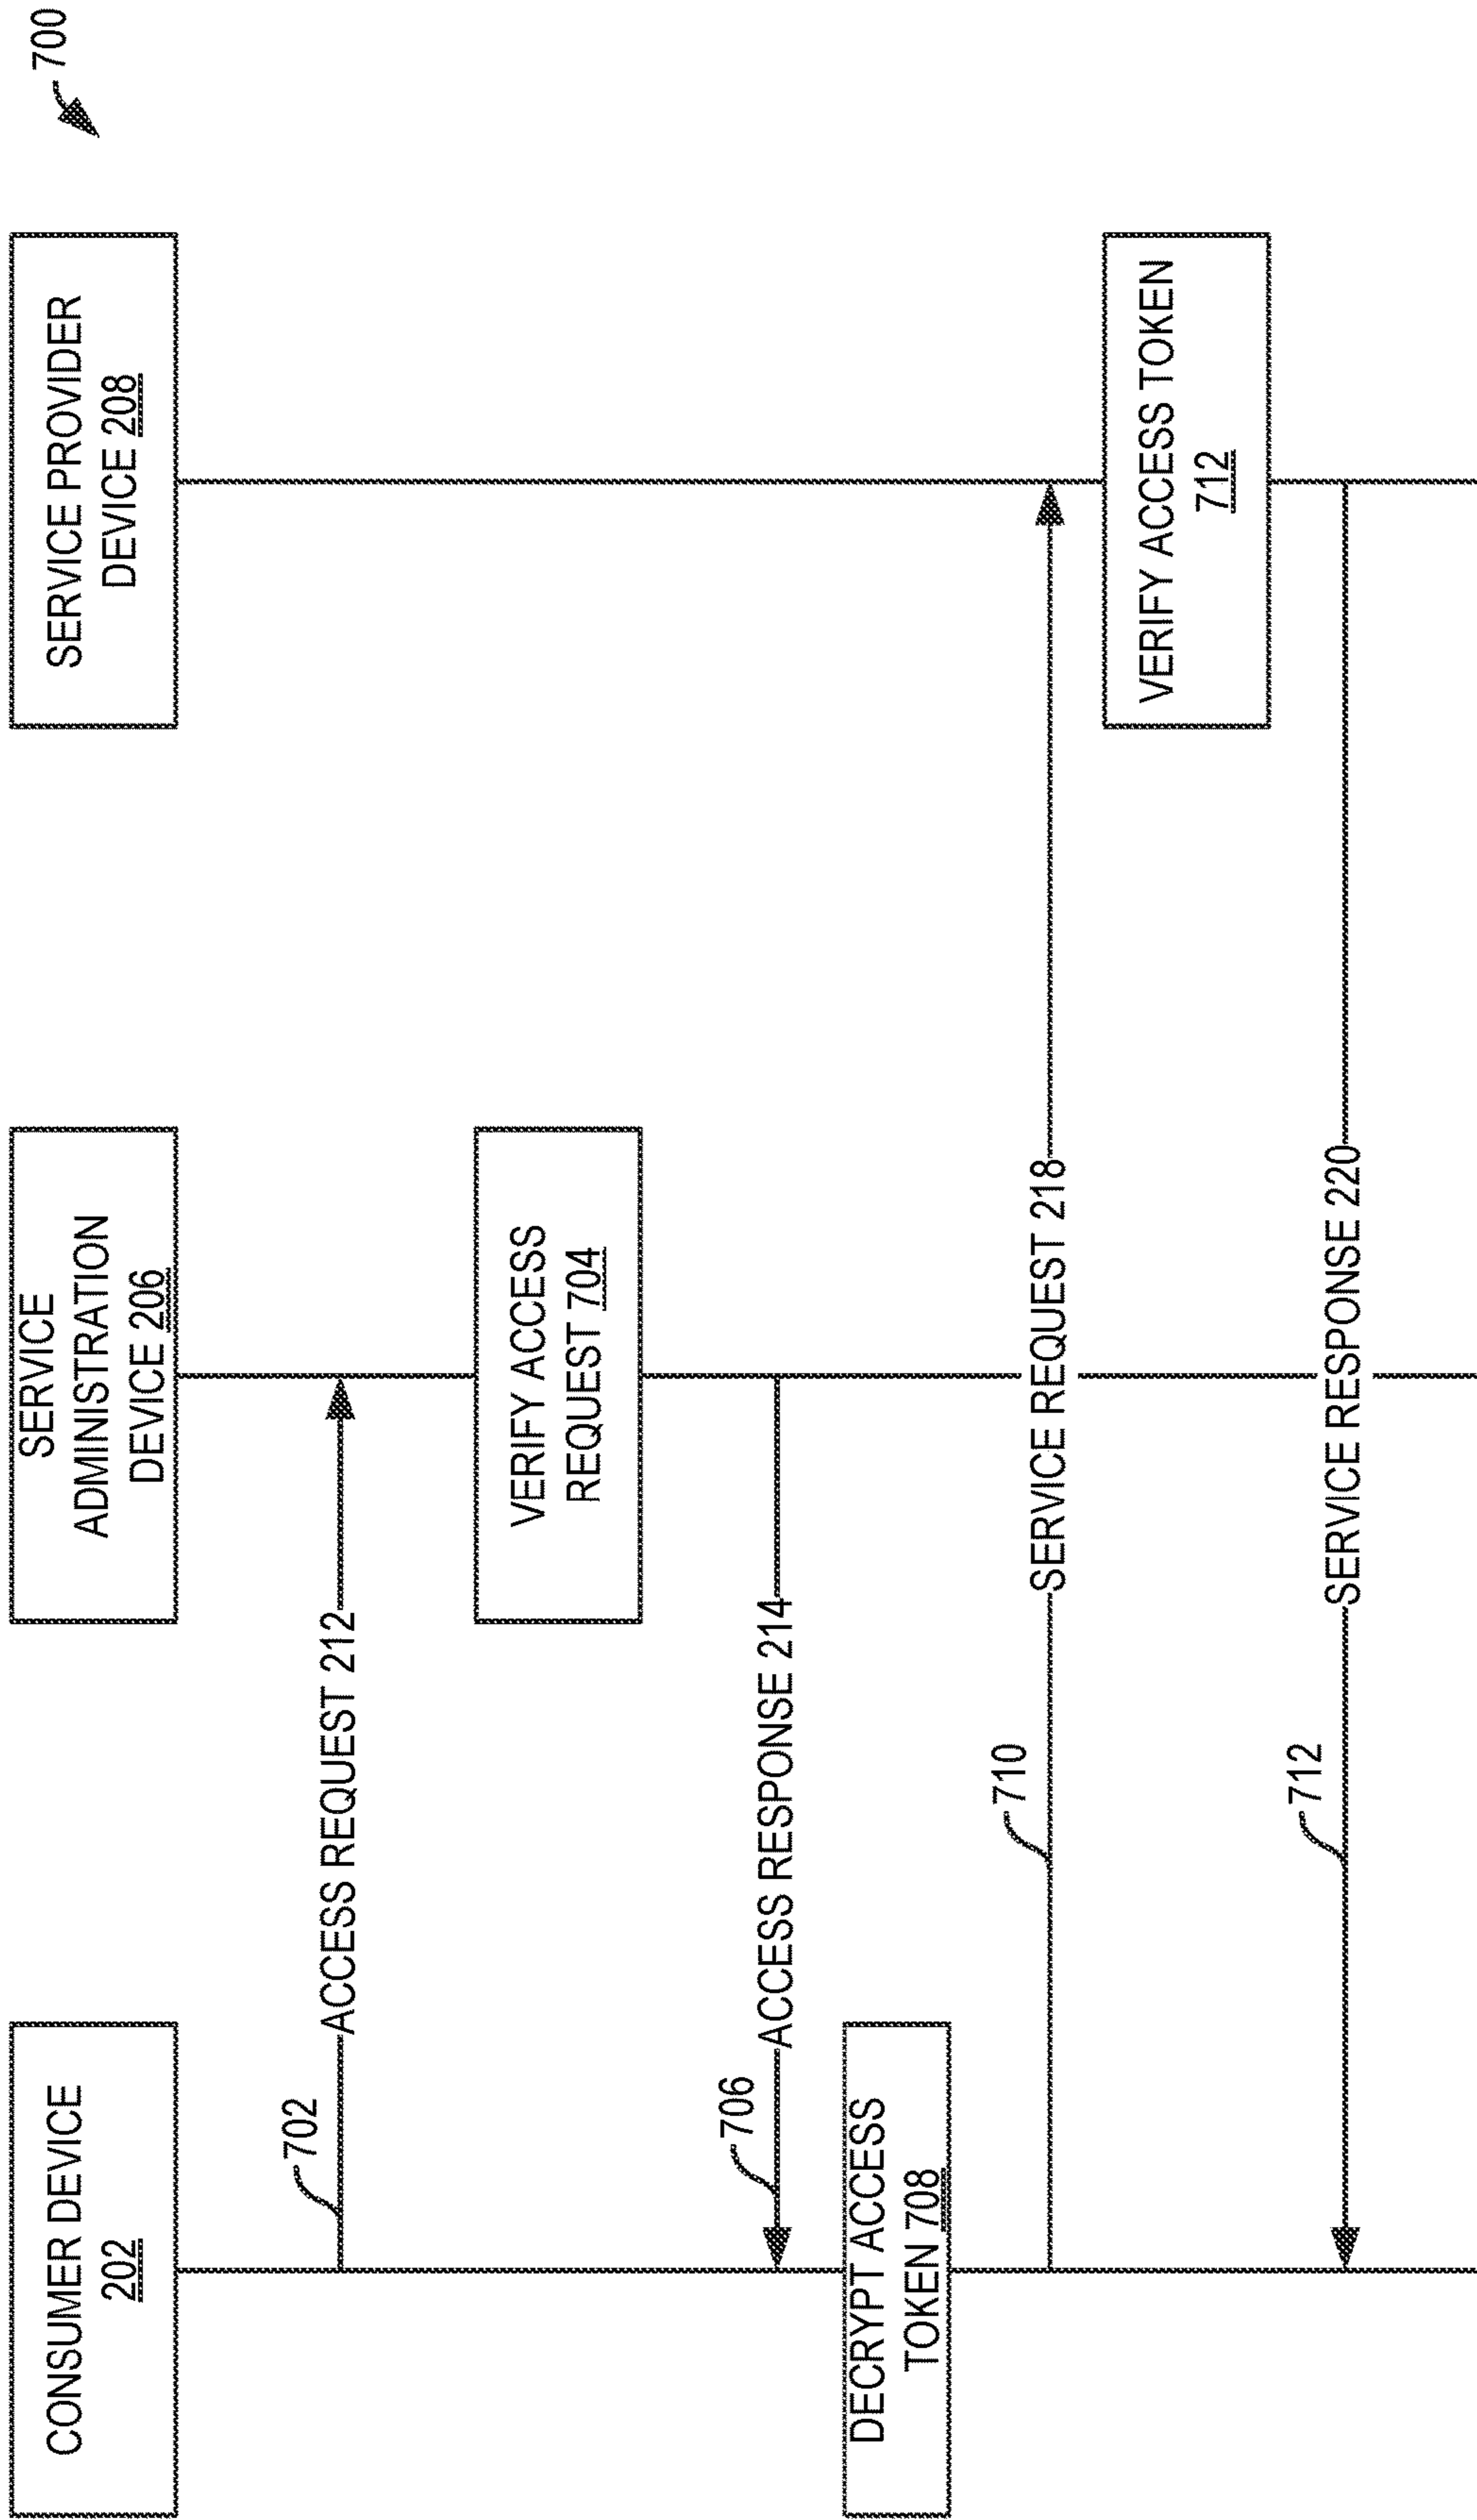 700
CONSUMER DEVICE
202
SERVICE
ADMINISTRATION
DEVICE 206
SERVICE PROVIDER
DEVICE 208
702
ACCESS REQUEST 212
VERIFY ACCESS
REQUEST 704
706
ACCESS RESPONSE 214
DECRYPT ACCESS
TOKEN 708
710
SERVICE REQUEST 218
VERIFY ACCESS TOKEN
712
712
SERVICE RESPONSE 220